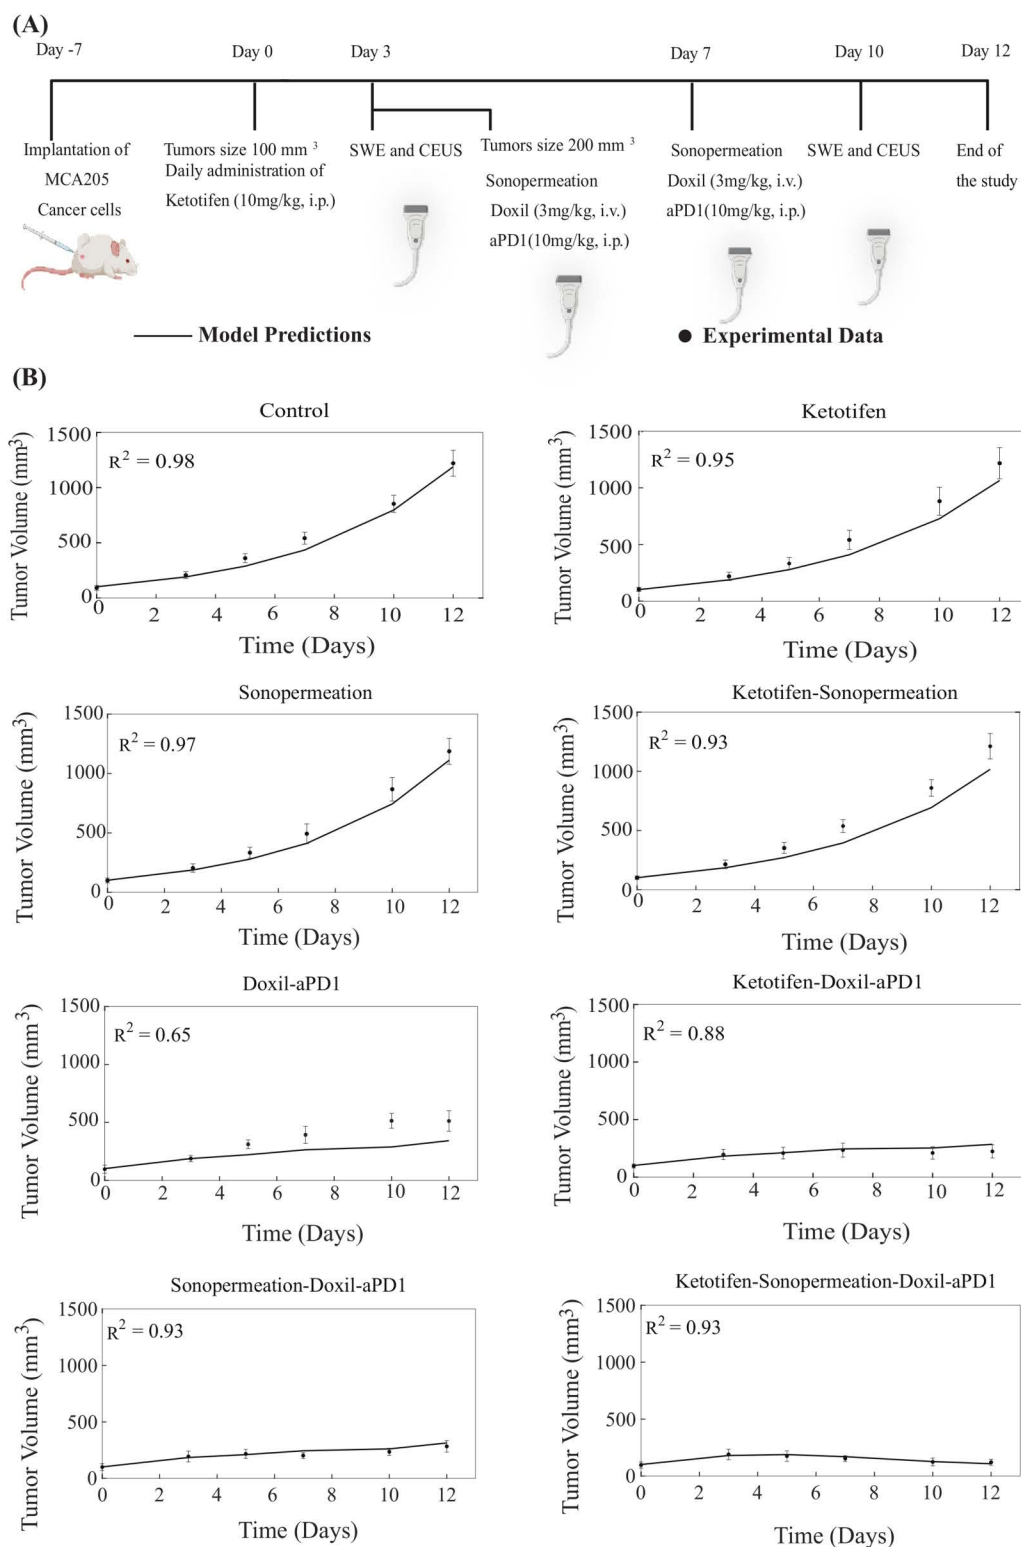 (A)
Day -7 Day 0 Day 3 Day 7 Day 10 Day 12
Implantation of
MCA205
Cancer cells
Tumors size 100 mm 3
Daily administration of
Ketotifen (10mg/kg, i.p.)
SWE and CEUS
Tumors size 200 mm 3
Sonopermeation
Doxil (3mg/kg, i.v.)
aPD1(10mg/kg, i.p.)
Sonopermeation
Doxil (3mg/kg, i.v.)
aPD1(10mg/kg, i.p.)
SWE and CEUS
End of
the study
Model Predictions
Experimental Data
(B)
Control
R2 = 0.98
Tumor Volume (mm3)
1500
1000
500
0
0 2 4 6 8 10 12
Time (Days)
Ketotifen
R2 = 0.95
Tumor Volume (mm3)
1500
1000
500
0
0 2 4 6 8 10 12
Time (Days)
Sonopermeation
R2 = 0.97
Tumor Volume (mm3)
1500
1000
500
0
0 2 4 6 8 10 12
Time (Days)
Ketotifen-Sonopermeation
R2 = 0.93
Tumor Volume (mm3)
1500
1000
500
0
0 2 4 6 8 10 12
Time (Days)
Doxil-aPD1
R2 = 0.65
Tumor Volume (mm3)
1500
1000
500
0
0 2 4 6 8 10 12
Time (Days)
Ketotifen-Doxil-aPD1
R2 = 0.88
Tumor Volume (mm3)
1500
1000
500
0
0 2 4 6 8 10 12
Time (Days)
Sonopermeation-Doxil-aPD1
R2 = 0.93
Tumor Volume (mm3)
1500
1000
500
0
0 2 4 6 8 10 12
Time (Days)
Ketotifen-Sonopermeation-Doxil-aPD1
R2 = 0.93
Tumor Volume (mm3)
1500
1000
500
0
0 2 4 6 8 10 12
Time (Days)